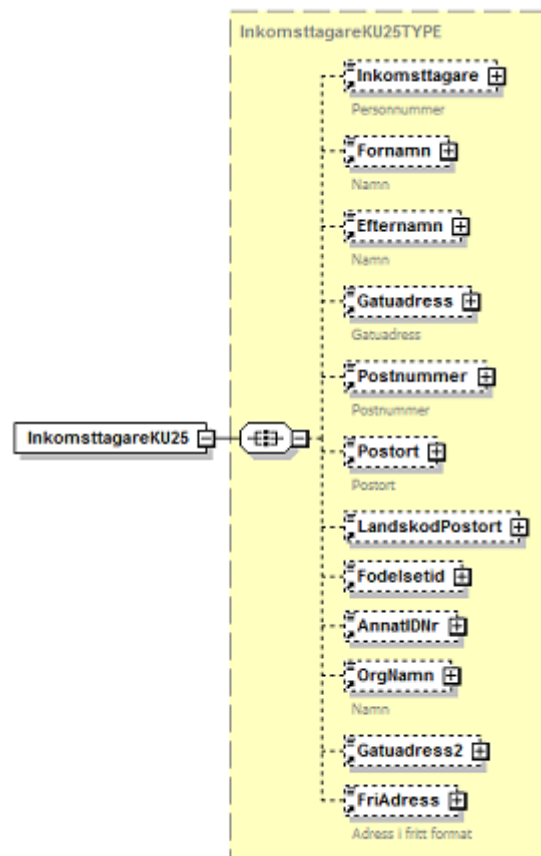 InkomsttagareKU25TYPE
Inkomsttagare
Personnummer
Fornamn
Namn
Efternamn
Namn
Gatuadress
Gatuadress
Postnummer
Postnummer
InkomsttagareKU25
Postort
Postort
LandskodPostort
Fodelsetid
AnnatIDNr
OrgNamn
Namn
Gatuadress2
FriAdress
Adress i fritt format